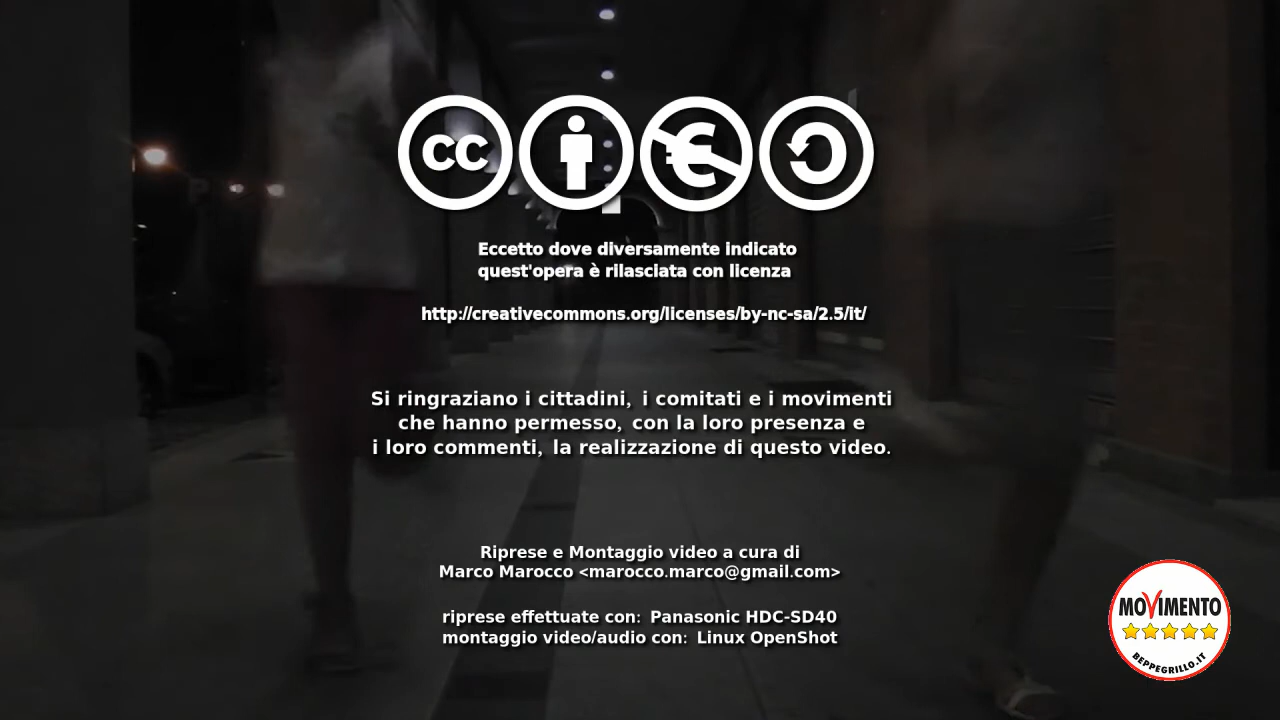 cc
Eccetto dove diversamente indicato
quest'opera è rilasciata con licenza
http://creativecommons.org/licenses/by-nc-sa/2.5/it/
Si ringraziano i cittadini, i comitati e i movimenti
che hanno permesso, con la loro presenza e
i loro commenti, la realizzazione di questo video.
Riprese e Montaggio video a cura di
Marco Marocco <marocco.marco@gmail.com>
riprese effettuate con: Panasonic HDC-SD40
montaggio video/audio con: Linux OpenShot
MOVIMENTO
BEPPEGRILLO.IT